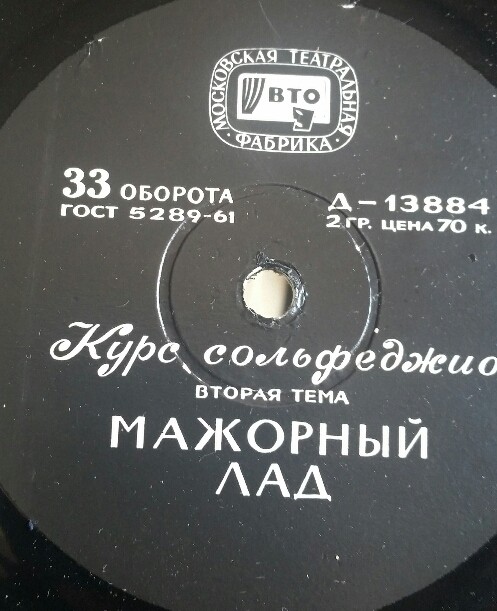 МОСКОВСКАЯ ТЕАТРАЛЬНАЯ
ВТО
· ФАБРИКА ·
33 ОБОРОТА
ГОСТ 5289-61
Д-13884
2 ГР. ЦЕНА 70 К.
Курс сольфеджио
ВТОРАЯ ТЕМА
МАЖОРНЫЙ
ЛАД